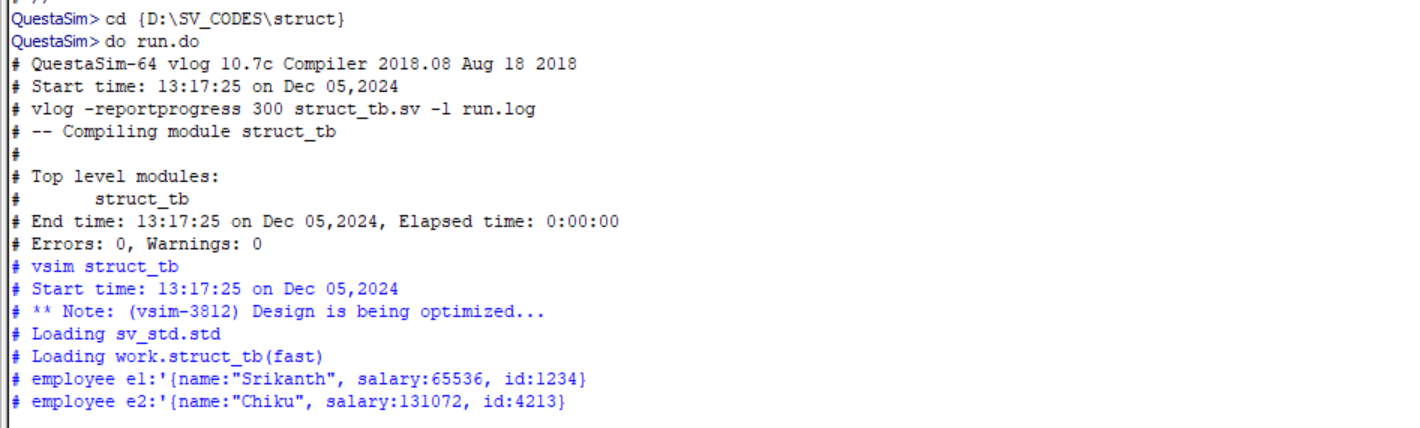 QuestaSim> cd {D:\SV_CODES\struct}
QuestaSim> do run.do
# QuestaSim-64 vlog 10.7c Compiler 2018.08 Aug 18 2018
# Start time: 13:17:25 on Dec 05,2024
# vlog -reportprogress 300 struct_tb.sv -l run.log
# -- Compiling module struct_tb
#
# Top level modules:
#       struct_tb
# End time: 13:17:25 on Dec 05,2024, Elapsed time: 0:00:00
# Errors: 0, Warnings: 0
# vsim struct_tb
# Start time: 13:17:25 on Dec 05,2024
# ** Note: (vsim-3812) Design is being optimized...
# Loading sv_std.std
# Loading work.struct_tb(fast)
# employee e1:'{name:"Srikanth", salary:65536, id:1234}
# employee e2:'{name:"Chiku", salary:131072, id:4213}